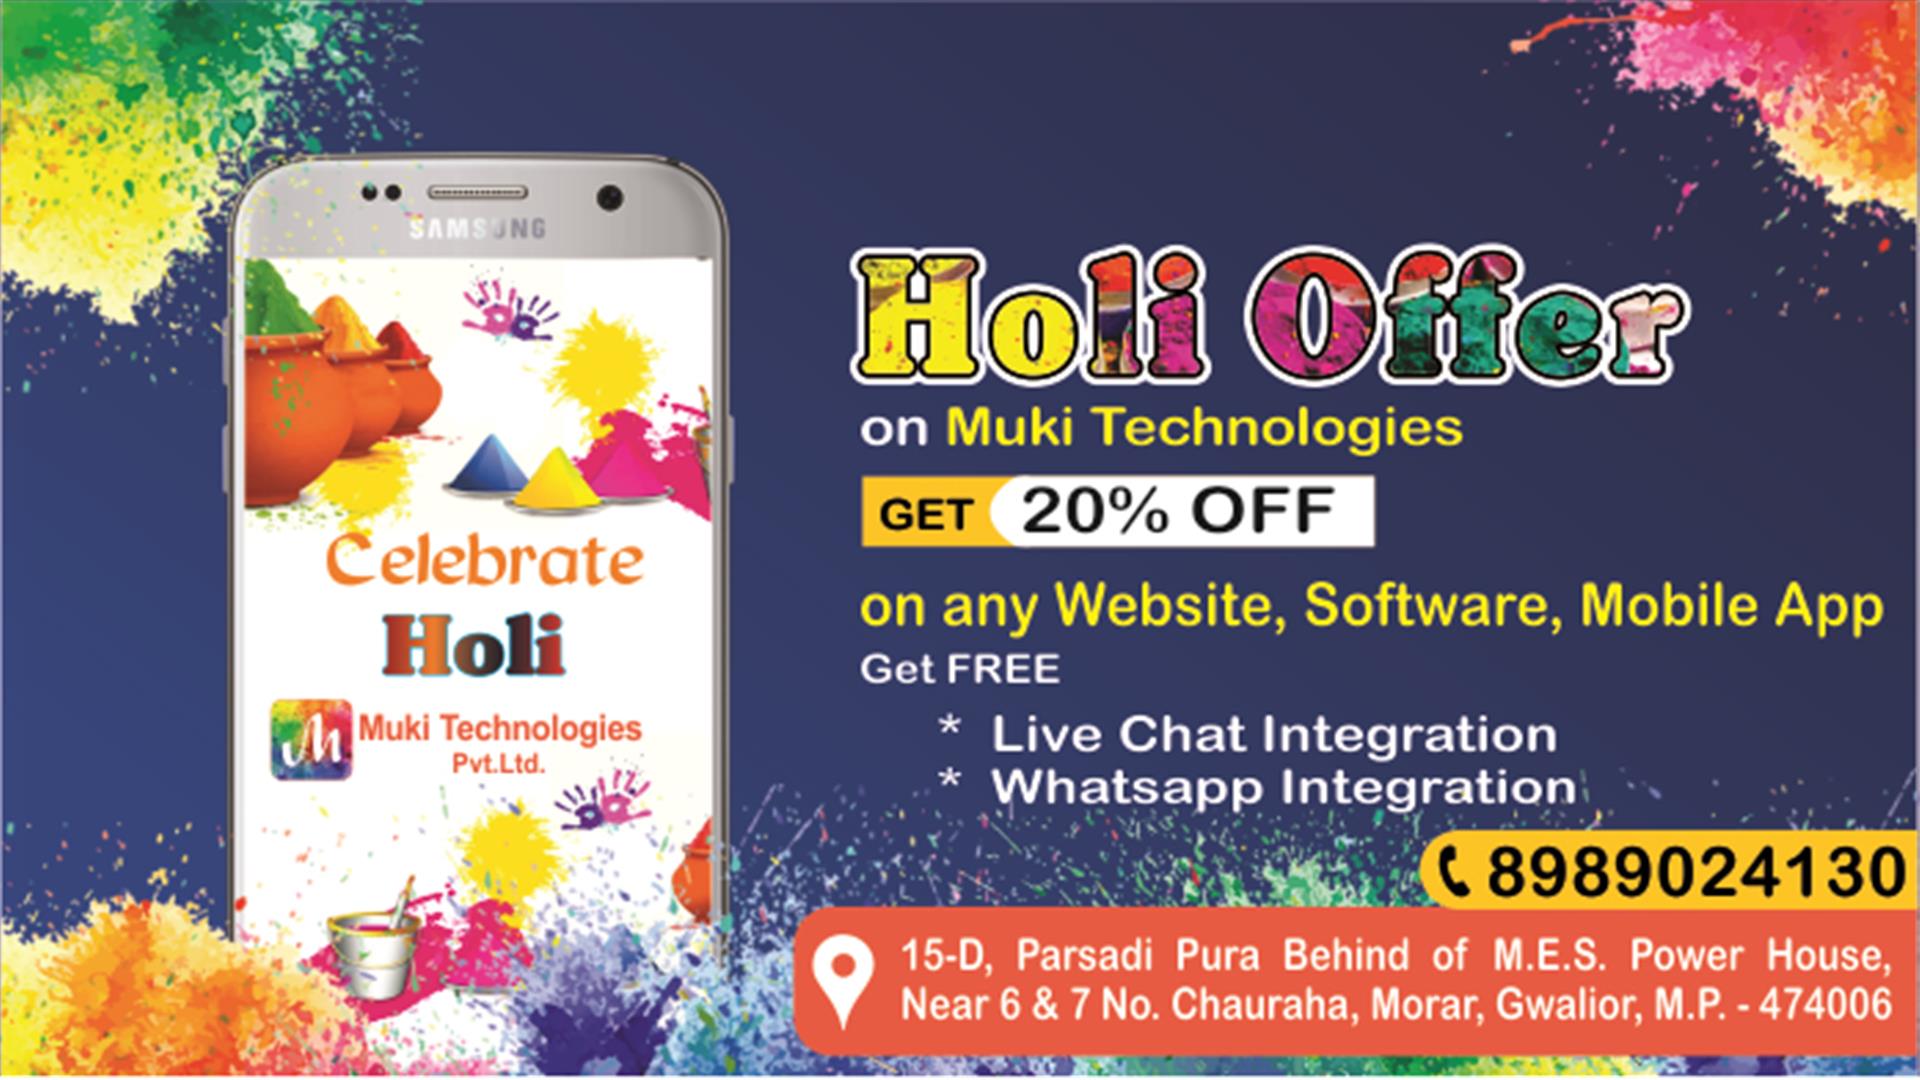 SAMSUNG
Celebrate
Holi
M
Muki Technologies
Pvt.Ltd.
Holi Offer
on Muki Technologies
GET 20% OFF
on any Website, Software, Mobile App
Get FREE
* Live Chat Integration
* Whatsapp Integration
8989024130
15-D, Parsadi Pura Behind of M.E.S. Power House,
Near 6 & 7 No. Chauraha, Morar, Gwalior, M.P. - 474006